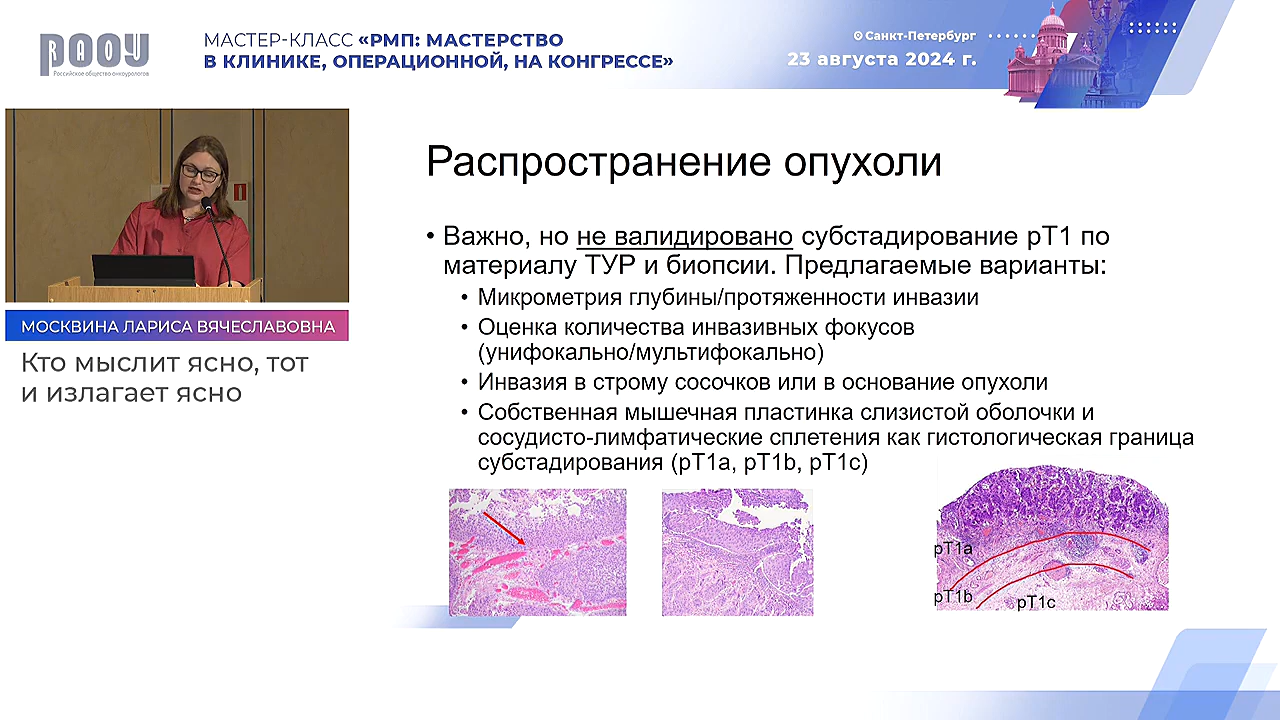 РАОУ
Российское общество онкоурологов
МАСТЕР-КЛАСС «РМП: МАСТЕРСТВО
В КЛИНИКЕ, ОПЕРАЦИОННОЙ, НА КОНГРЕССЕ»
Санкт-Петербург
23 августа 2024 г.
МОСКВИНА ЛАРИСА ВЯЧЕСЛАВОВНА
Кто мыслит ясно, тот
и излагает ясно
Распространение опухоли
• Важно, но не валидировано субстадирование pT1 по
материалу ТУР и биопсии. Предлагаемые варианты:
• Микрометрия глубины/протяженности инвазии
• Оценка количества инвазивных фокусов
(унифокально/мультифокально)
• Инвазия в строму сосочков или в основание опухоли
• Собственная мышечная пластинка слизистой оболочки и
сосудисто-лимфатические сплетения как гистологическая граница
субстадирования (pT1a, pT1b, pT1c)
pT1a
pT1b
pT1c